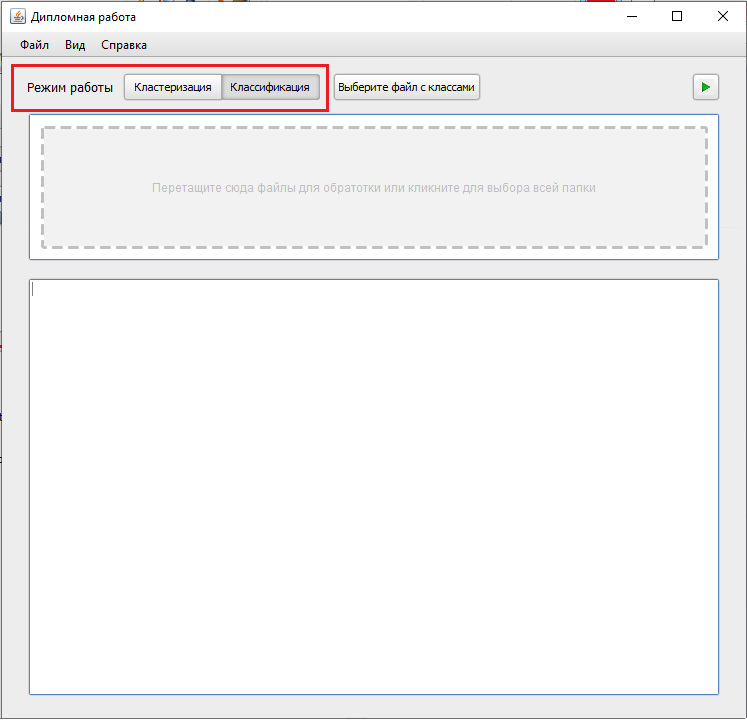 Дипломная работа
Файл Вид Справка
Режим работы Кластеризация Классификация Выберите файл с классами
Перетащите сюда файлы для обратотки или кликните для выбора всей папки